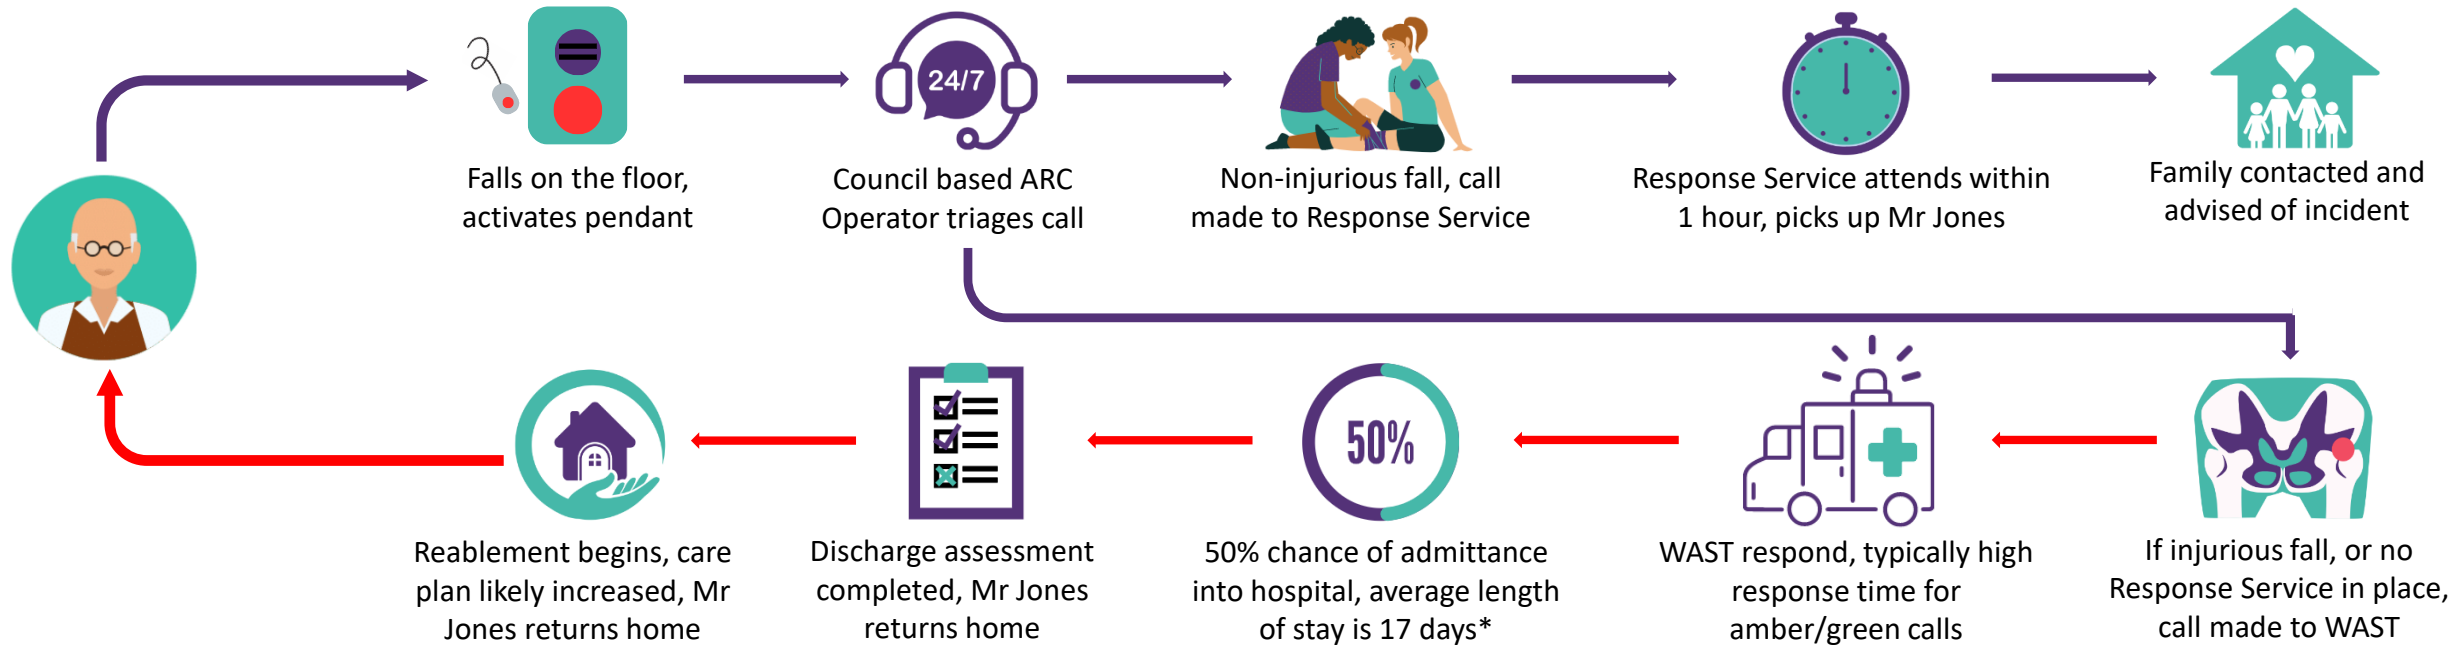 24/7
Falls on the floor,
activates pendant
Council based ARC
Operator triages call
Non-injurious fall, call
made to Response Service
Response Service attends within
1 hour, picks up Mr Jones
Family contacted and
advised of incident
50%
Reablement begins, care
plan likely increased, Mr
Jones returns home
Discharge assessment
completed, Mr Jones
returns home
50% chance of admittance
into hospital, average length
of stay is 17 days*
WAST respond, typically high
response time for
amber/green calls
If injurious fall, or no
Response Service in place,
call made to WAST